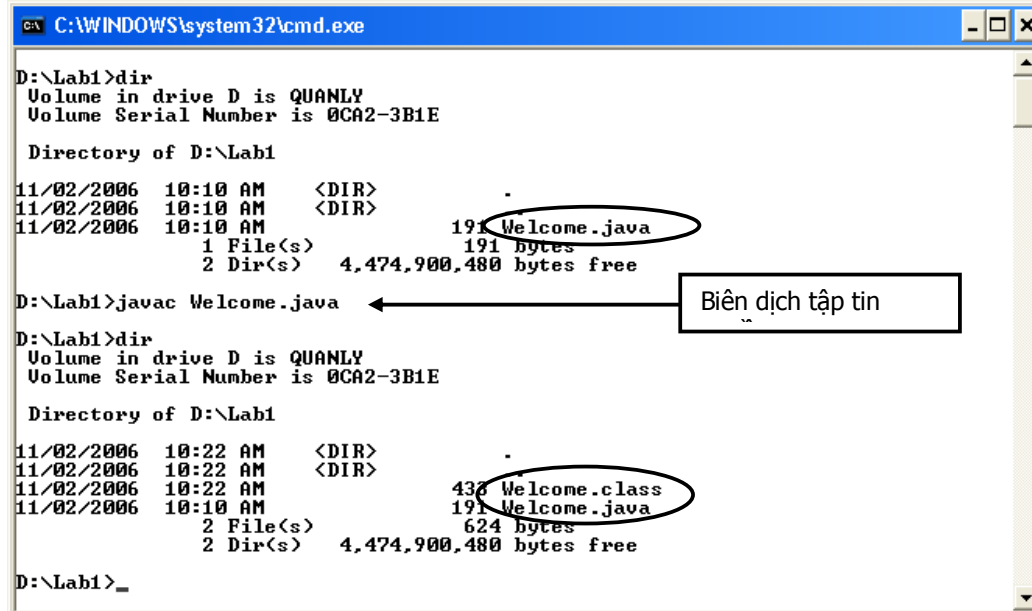 C:\WINDOWS\system32\cmd.exe
D:\Lab1>dir
Volume in drive D is QUANLY
Volume Serial Number is 0CA2-3B1E
Directory of D:\Lab1
11/02/2006 10:10 AM <DIR> .
11/02/2006 10:10 AM <DIR> ..
11/02/2006 10:10 AM 191 Welcome.java
1 File(s) 191 bytes
2 Dir(s) 4,474,900,480 bytes free
D:\Lab1>javac Welcome.java
Biên dịch tập tin
D:\Lab1>dir
Volume in drive D is QUANLY
Volume Serial Number is 0CA2-3B1E
Directory of D:\Lab1
11/02/2006 10:22 AM <DIR> .
11/02/2006 10:22 AM <DIR> ..
11/02/2006 10:22 AM 433 Welcome.class
11/02/2006 10:10 AM 191 Welcome.java
2 File(s) 624 bytes
2 Dir(s) 4,474,900,480 bytes free
D:\Lab1>_